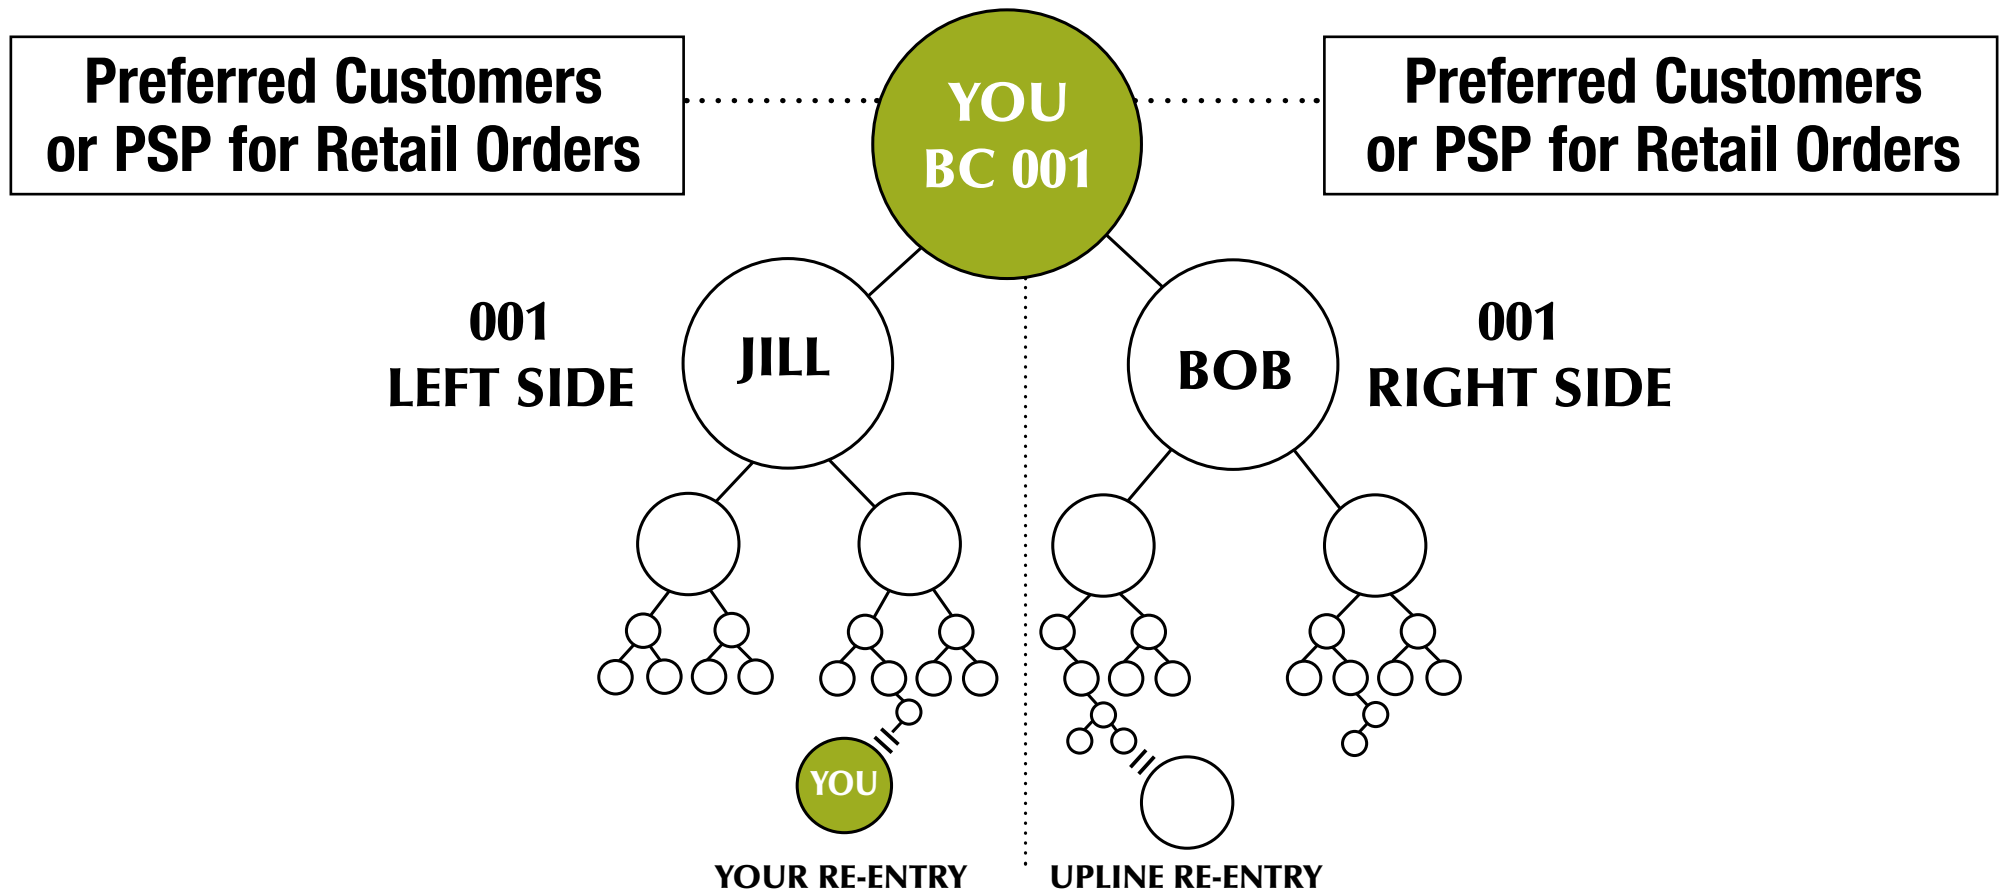 Preferred Customers
or PSP for Retail Orders
YOU
BC 001
Preferred Customers
or PSP for Retail Orders
001
LEFT SIDE
JILL
BOB
001
RIGHT SIDE
YOU
YOUR RE-ENTRY
UPLINE RE-ENTRY